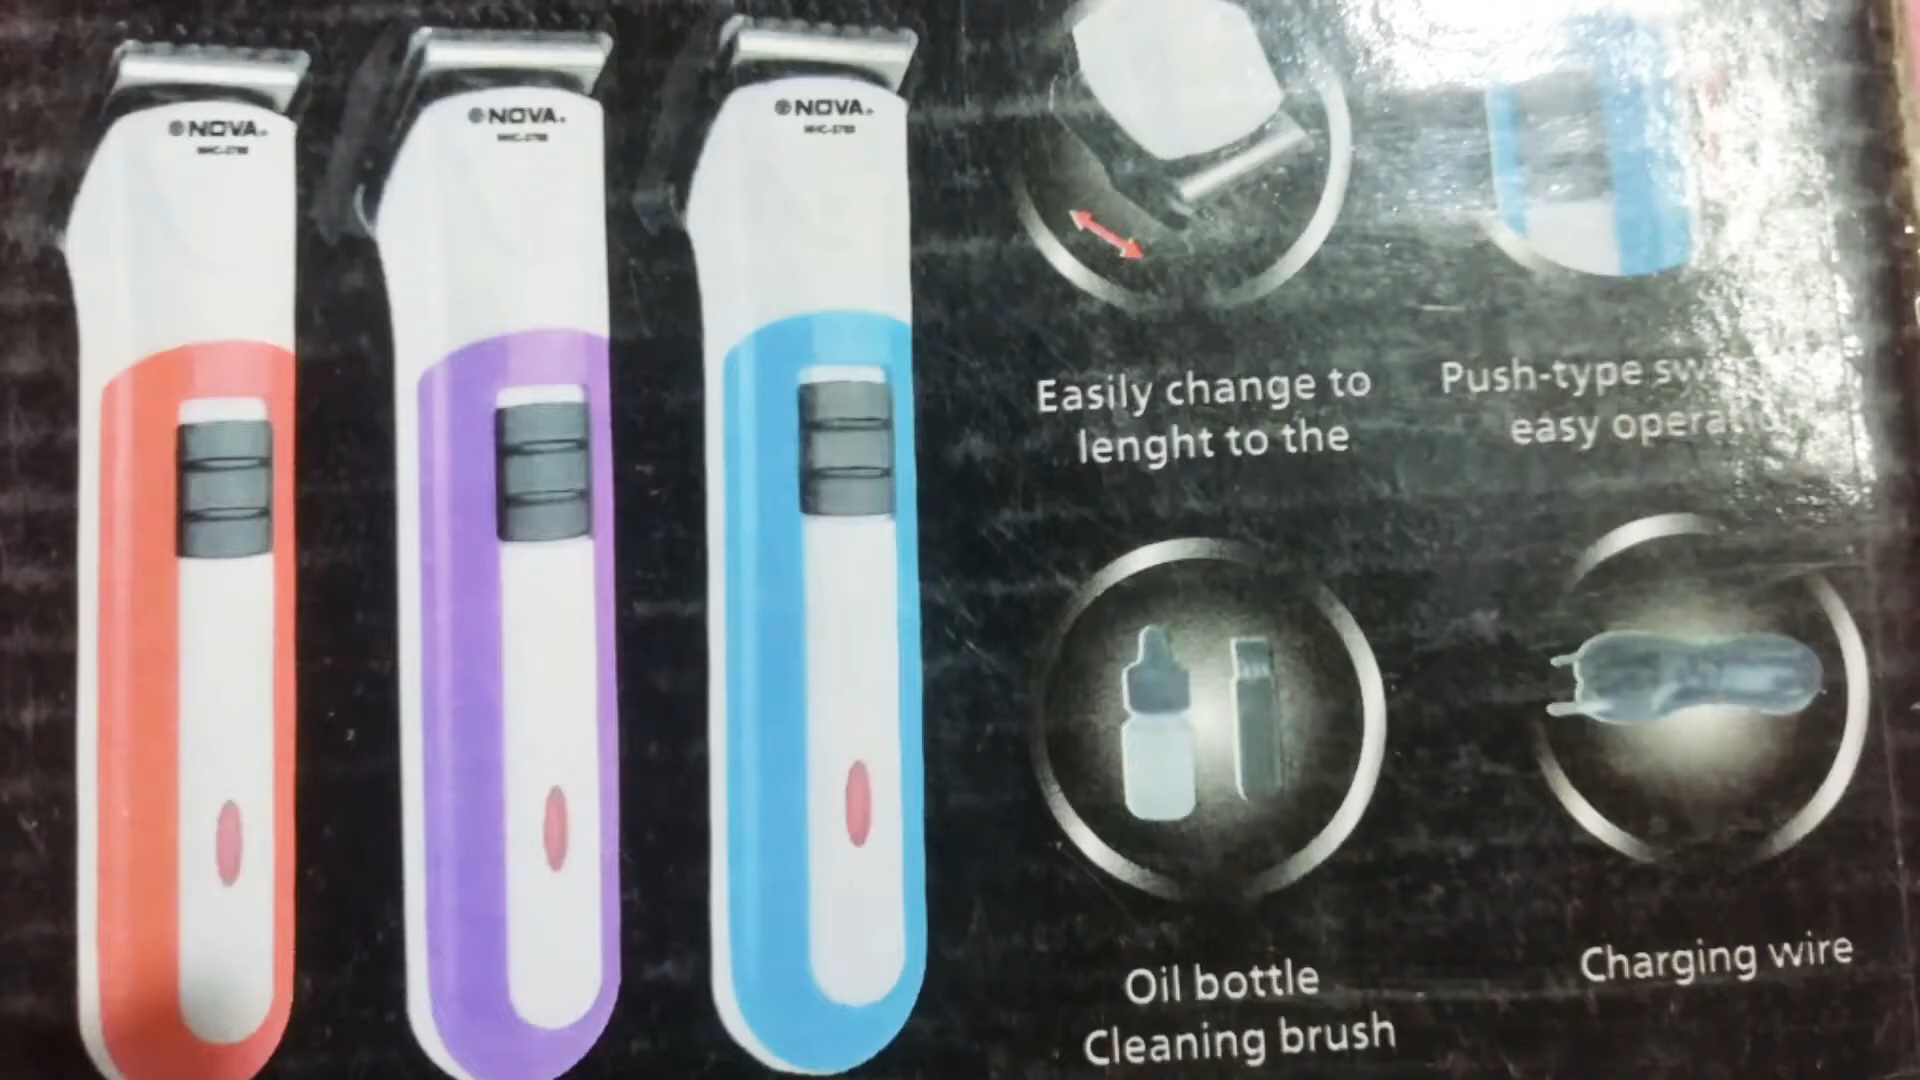 NOVA
NOVA
NOVA
Easily change to
lenght to the
Push-type
easy
Oil bottle
Cleaning brush
Charging wire